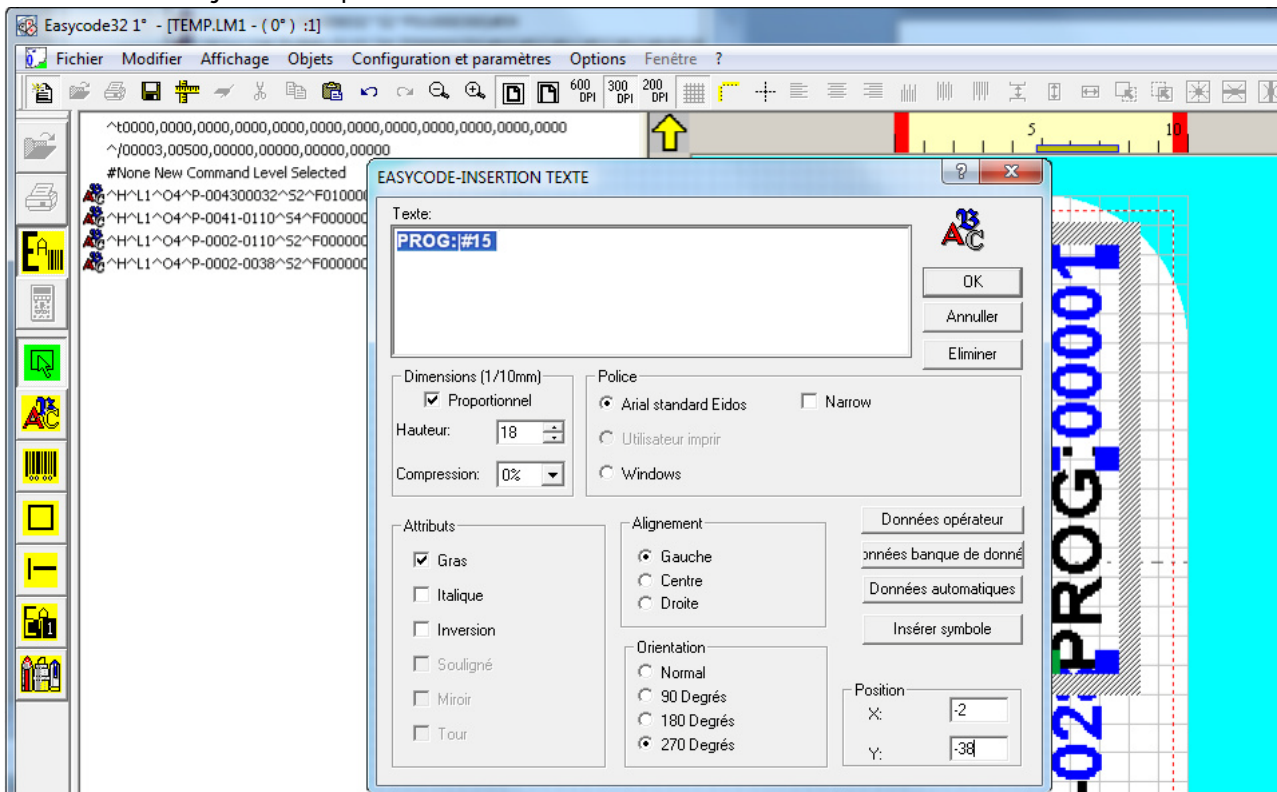 Easycode32 1° - [TEMP.LM1 - ( 0° ) :1]
Fichier Modifier Affichage Objets Configuration et paramètres Options Fenêtre ?
600 DPI 300 DPI 200 DPI
^t0000,0000,0000,0000,0000,0000,0000,0000,0000,0000,0000
^/00003,00500,00000,00000,00000,00000
#None New Command Level Selected
^H^L1^O4^P-004300032^S2^F010000
^H^L1^O4^P-0041-0110^S4^F000000
^H^L1^O4^P-0002-0110^S2^F000000
^H^L1^O4^P-0002-0038^S2^F000000
5 10
EASYCODE-INSERTION TEXTE
Texte:
PROG:#15
ABC
OK
Annuller
Eliminer
Dimensions (1/10mm)
Proportionnel
Hauteur: 18
Compression: 0%
Police
Arial standard Eidos
Narrow
Utilisateur imprir
Windows
Attributs
Gras
Italique
Inversion
Souligné
Miroir
Tour
Alignement
Gauche
Centre
Droite
Orientation
Normal
90 Degrés
180 Degrés
270 Degrés
Données opérateur
onnées banque de donné
Données automatiques
Insérer symbole
Position
X: -2
Y: -38
PROG:00001
-02